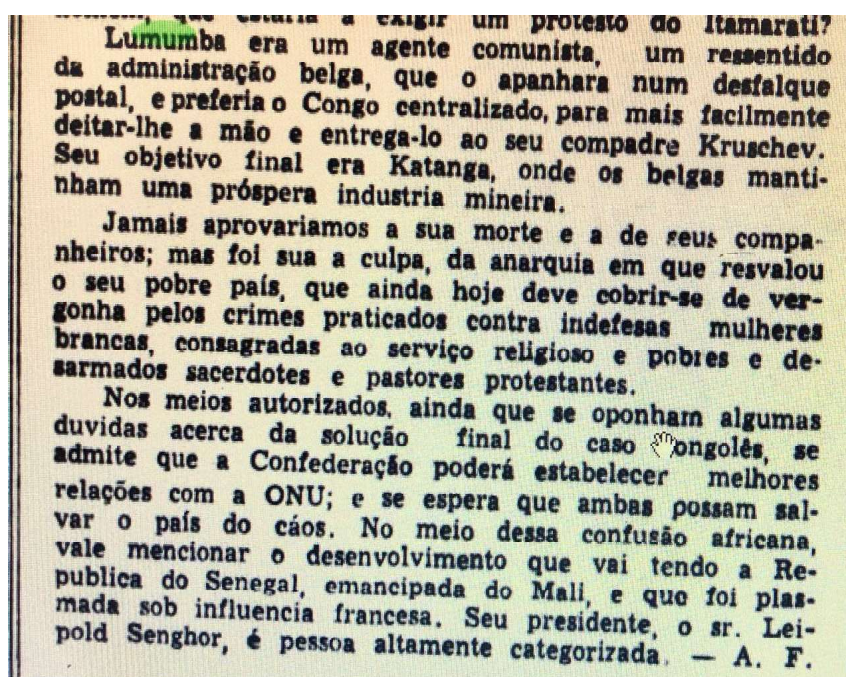 homem, que estaria a exigir um protesto do Itamarati?
Lumumba era um agente comunista, um ressentido
da administração belga, que o apanhara num desfalque
postal, e preferia o Congo centralizado, para mais facilmente
deitar-lhe a mão e entrega-lo ao seu compadre Kruschev.
Seu objetivo final era Katanga, onde os belgas manti-
nham uma próspera industria mineira.
Jamais aprovariamos a sua morte e a de seus compa-
nheiros; mas foi sua a culpa, da anarquia em que resvalou
o seu pobre país, que ainda hoje deve cobrir-se de ver-
gonha pelos crimes praticados contra indefesas mulheres
brancas, consagradas ao serviço religioso e pobres e de-
sarmados sacerdotes e pastores protestantes.
Nos meios autorizados, ainda que se oponham algumas
duvidas acerca da solução final do caso congolês, se
admite que a Confederação poderá estabelecer melhores
relações com a ONU; e se espera que ambas possam sal-
var o país do cáos. No meio dessa confusão africana,
vale mencionar o desenvolvimento que vai tendo a Re-
publica do Senegal, emancipada do Mali, e que foi plas-
mada sob influencia francesa. Seu presidente, o sr. Lei-
pold Senghor, é pessoa altamente categorizada. — A. F.